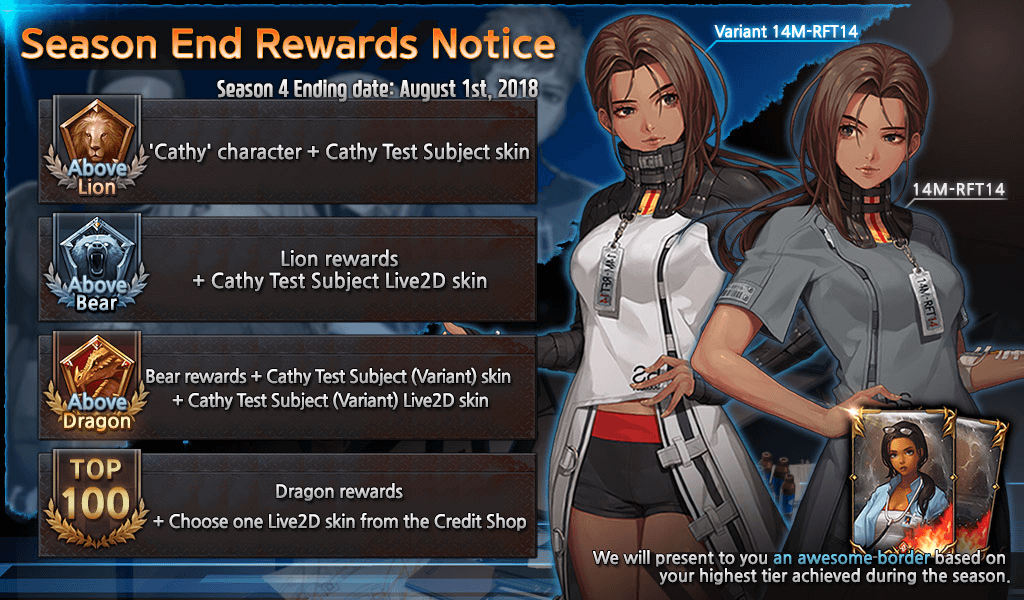 Season End Rewards Notice
Variant 14M-RFT14
Season 4 Ending date: August 1st, 2018
Above
Lion
'Cathy' character + Cathy Test Subject skin
14M-RFT14
Above
Bear
Lion rewards
+ Cathy Test Subject Live2D skin
14M-RFT14
Above
Dragon
Bear rewards + Cathy Test Subject (Variant) skin
+ Cathy Test Subject (Variant) Live2D skin
TOP
100
Dragon rewards
+ Choose one Live2D skin from the Credit Shop
We will present to you an awesome border based on
your highest tier achieved during the season.